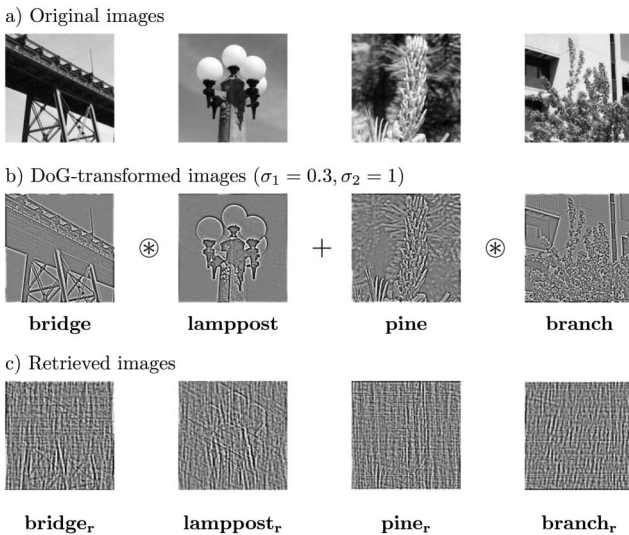 a) Original images
b) DoG-transformed images (σ₁ = 0.3, σ₂ = 1)
⊛ + ⊛
bridge lamppost pine branch
c) Retrieved images
bridgeᵣ lamppostᵣ pineᵣ branchᵣ